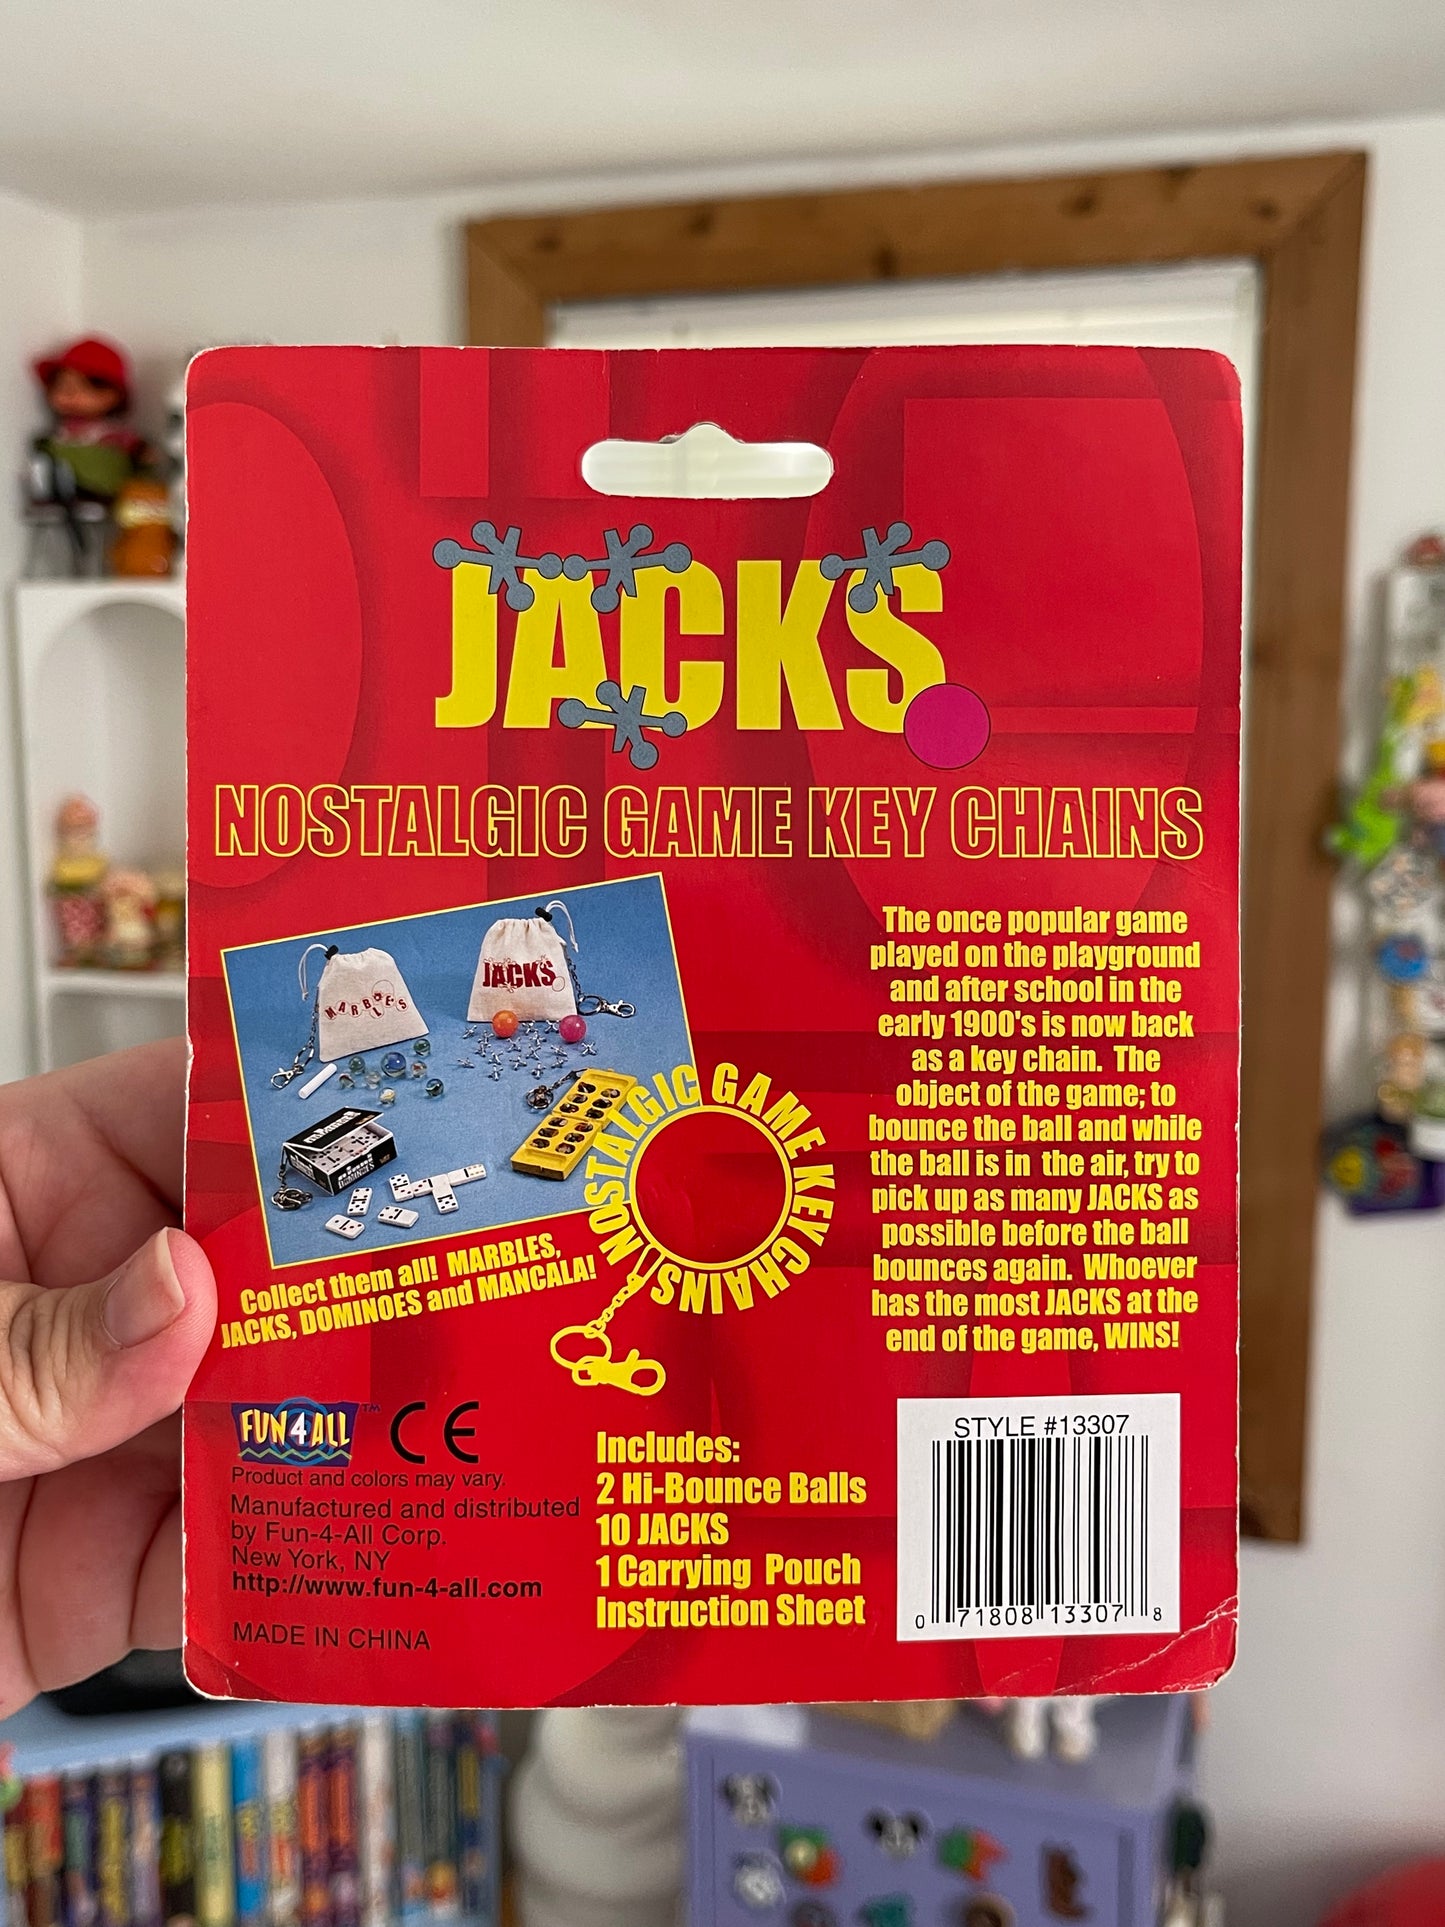 JACKS
NOSTALGIC GAME KEY CHAINS
MARBLES
JACKS
DOMINOES
The once popular game
played on the playground
and after school in the
early 1900's is now back
as a key chain. The
object of the game; to
bounce the ball and while
the ball is in the air, try to
pick up as many JACKS as
possible before the ball
bounces again. Whoever
has the most JACKS at the
end of the game, WINS!
NOSTALGIC GAME KEY CHAINS
Collect them all! MARBLES,
JACKS, DOMINOES and MANCALA!
FUN4ALL™ CE
Product and colors may vary.
Manufactured and distributed
by Fun-4-All Corp.
New York, NY
http://www.fun-4-all.com
MADE IN CHINA
Includes:
2 Hi-Bounce Balls
10 JACKS
1 Carrying Pouch
Instruction Sheet
STYLE #13307
0 71808 13307 8